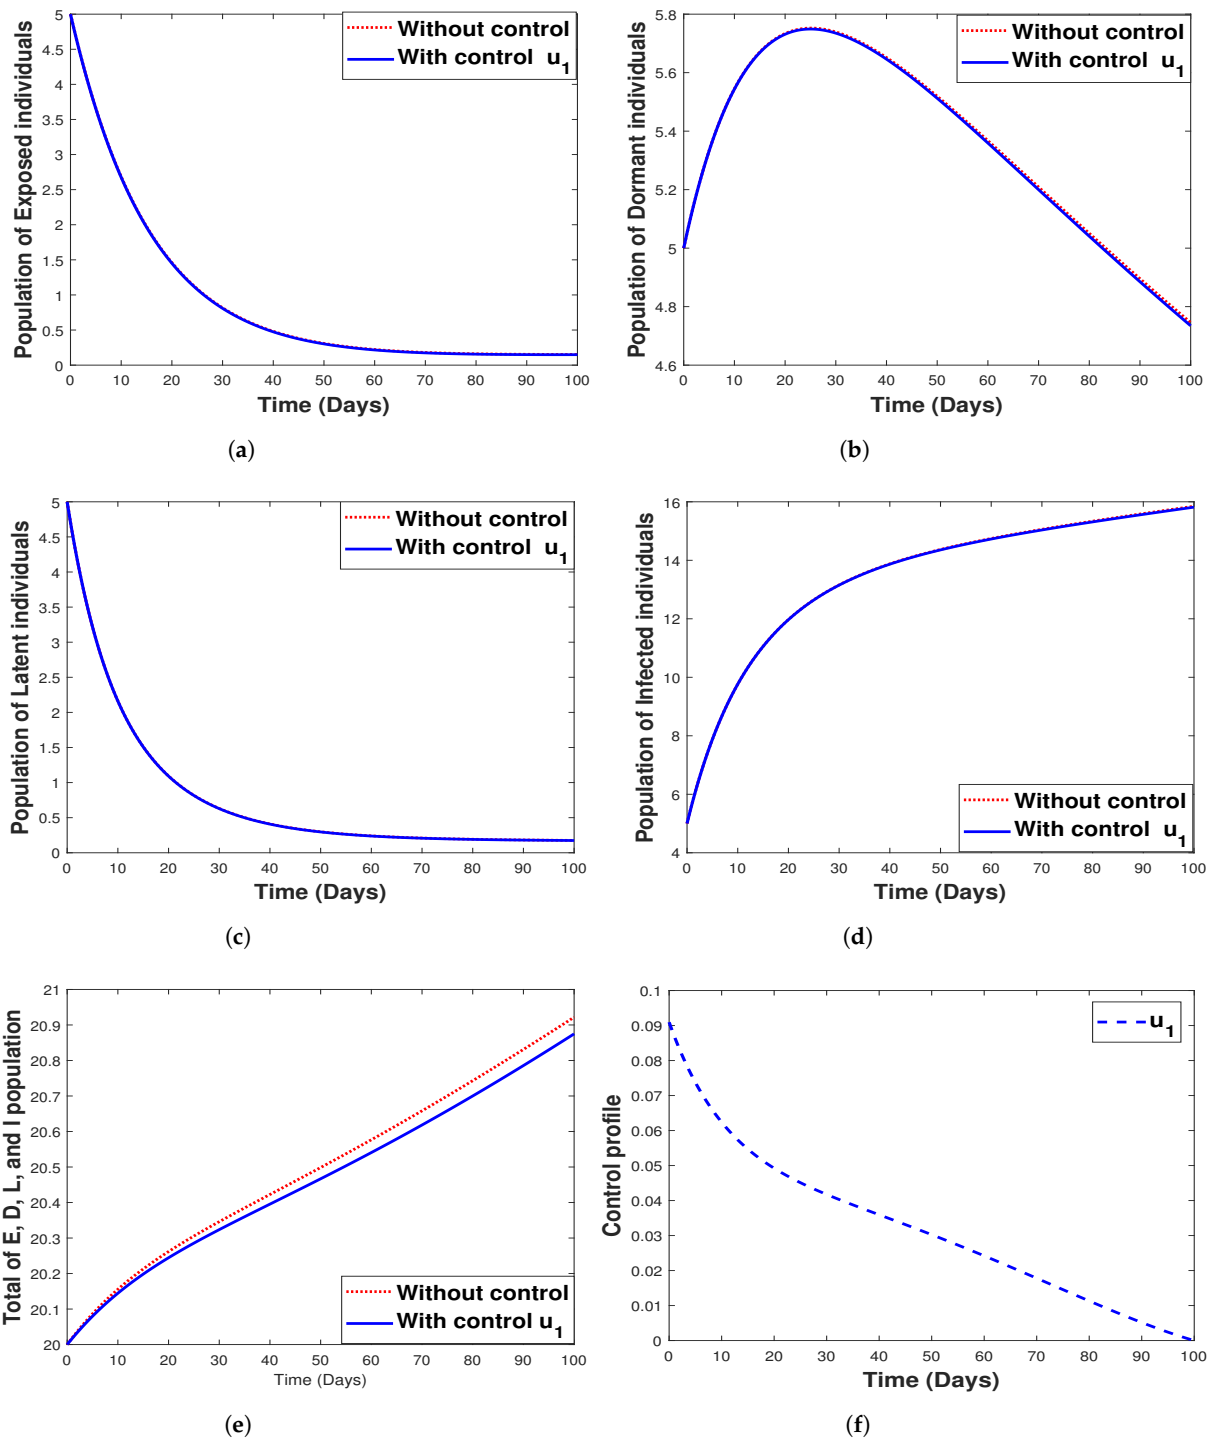 Population of Exposed individuals
5
4.5
4
3.5
3
2.5
2
1.5
1
0.5
0
0 10 20 30 40 50 60 70 80 90 100
Time (Days)
Without control
With control u1
(a)
Population of Dormant individuals
5.8
5.6
5.4
5.2
5
4.8
4.6
0 10 20 30 40 50 60 70 80 90 100
Time (Days)
Without control
With control u1
(b)
Population of Latent individuals
5
4.5
4
3.5
3
2.5
2
1.5
1
0.5
0
0 10 20 30 40 50 60 70 80 90 100
Time (Days)
Without control
With control u1
(c)
Population of Infected individuals
16
14
12
10
8
6
4
0 10 20 30 40 50 60 70 80 90 100
Time (Days)
Without control
With control u1
(d)
Total of E, D, L, and I population
21
20.9
20.8
20.7
20.6
20.5
20.4
20.3
20.2
20.1
20
0 10 20 30 40 50 60 70 80 90 100
Time (Days)
Without control
With control u1
(e)
Control profile
0.1
0.09
0.08
0.07
0.06
0.05
0.04
0.03
0.02
0.01
0
0 10 20 30 40 50 60 70 80 90 100
Time (Days)
u1
(f)